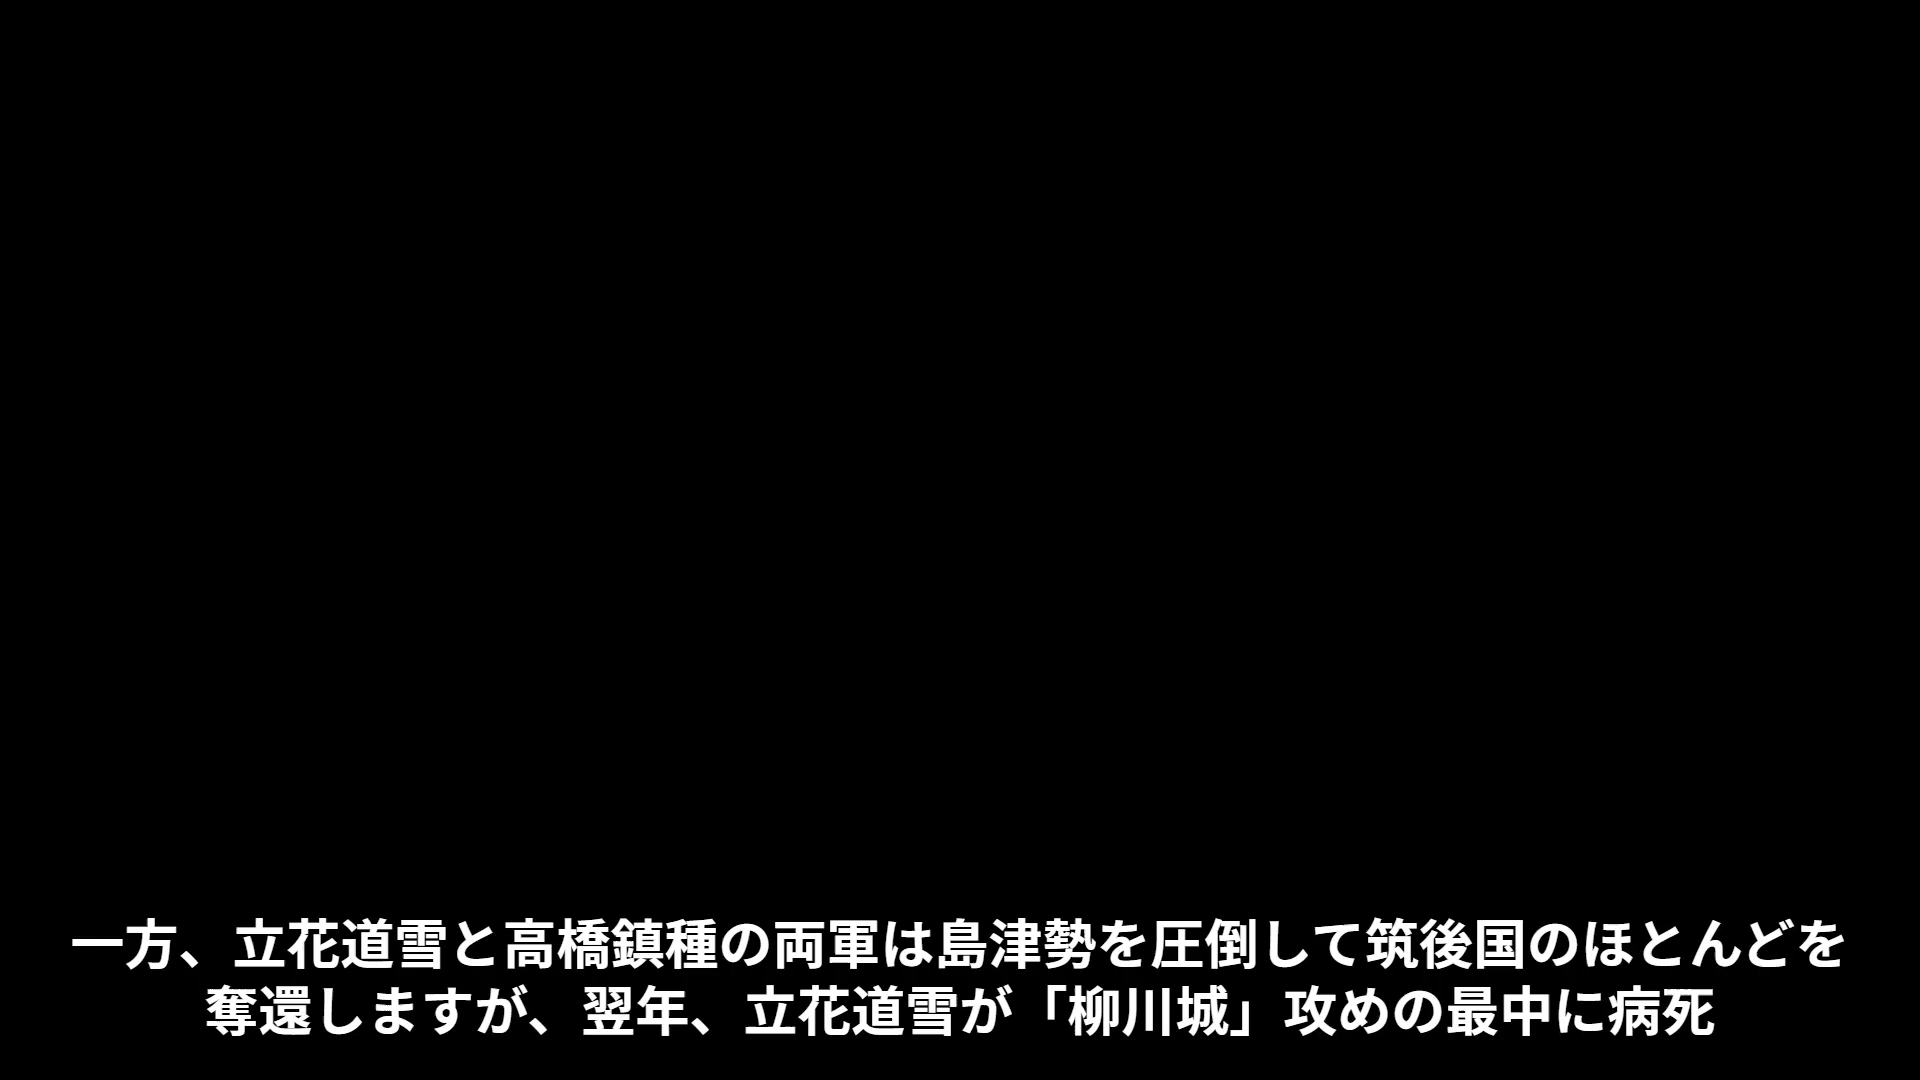 一方、立花道雪と高橋鎮種の両軍は島津勢を圧倒して筑後国のほとんどを
奪還しますが、翌年、立花道雪が「柳川城」攻めの最中に病死